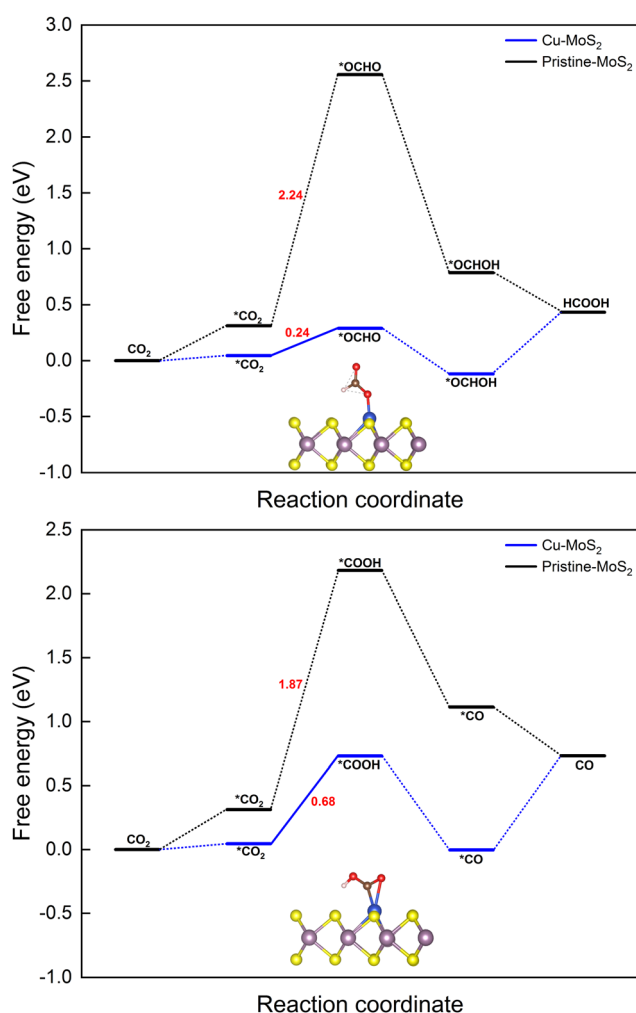 3.0
2.5
2.0
1.5
1.0
0.5
0.0
-0.5
-1.0
Free energy (eV)
Cu-MoS₂
Pristine-MoS₂
*OCHO
2.24
*OCHOH
HCOOH
*CO₂
0.24
CO₂
*CO₂
*OCHO
*OCHOH
Reaction coordinate
2.5
2.0
1.5
1.0
0.5
0.0
-0.5
-1.0
Free energy (eV)
Cu-MoS₂
Pristine-MoS₂
*COOH
1.87
*CO
*CO₂
*COOH
CO
0.68
CO₂
*CO₂
*CO
Reaction coordinate